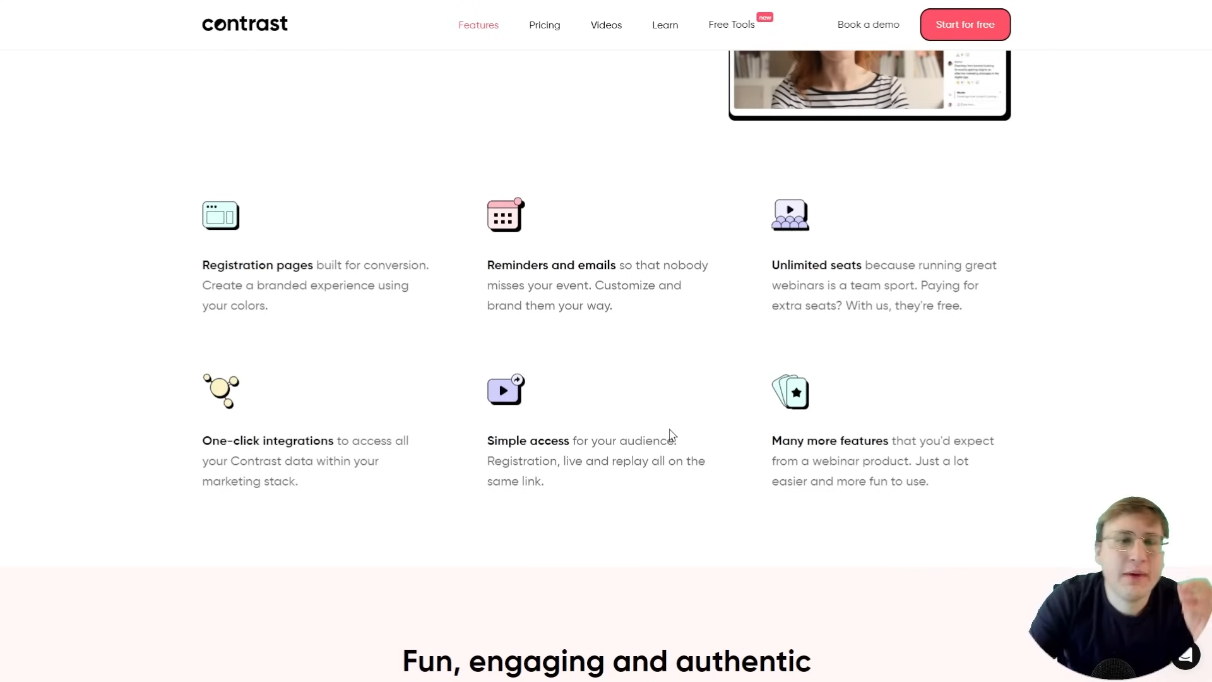 contrast
Features
Pricing
Videos
Learn
Free Tools
new
Book a demo
Start for free
Registration pages built for conversion.
Create a branded experience using
your colors.
Reminders and emails so that nobody
misses your event. Customize and
brand them your way.
Unlimited seats because running great
webinars is a team sport. Paying for
extra seats? With us, they're free.
One-click integrations to access all
your Contrast data within your
marketing stack.
Simple access for your audience.
Registration, live and replay all on the
same link.
Many more features that you'd expect
from a webinar product. Just a lot
easier and more fun to use.
Fun, engaging and authentic